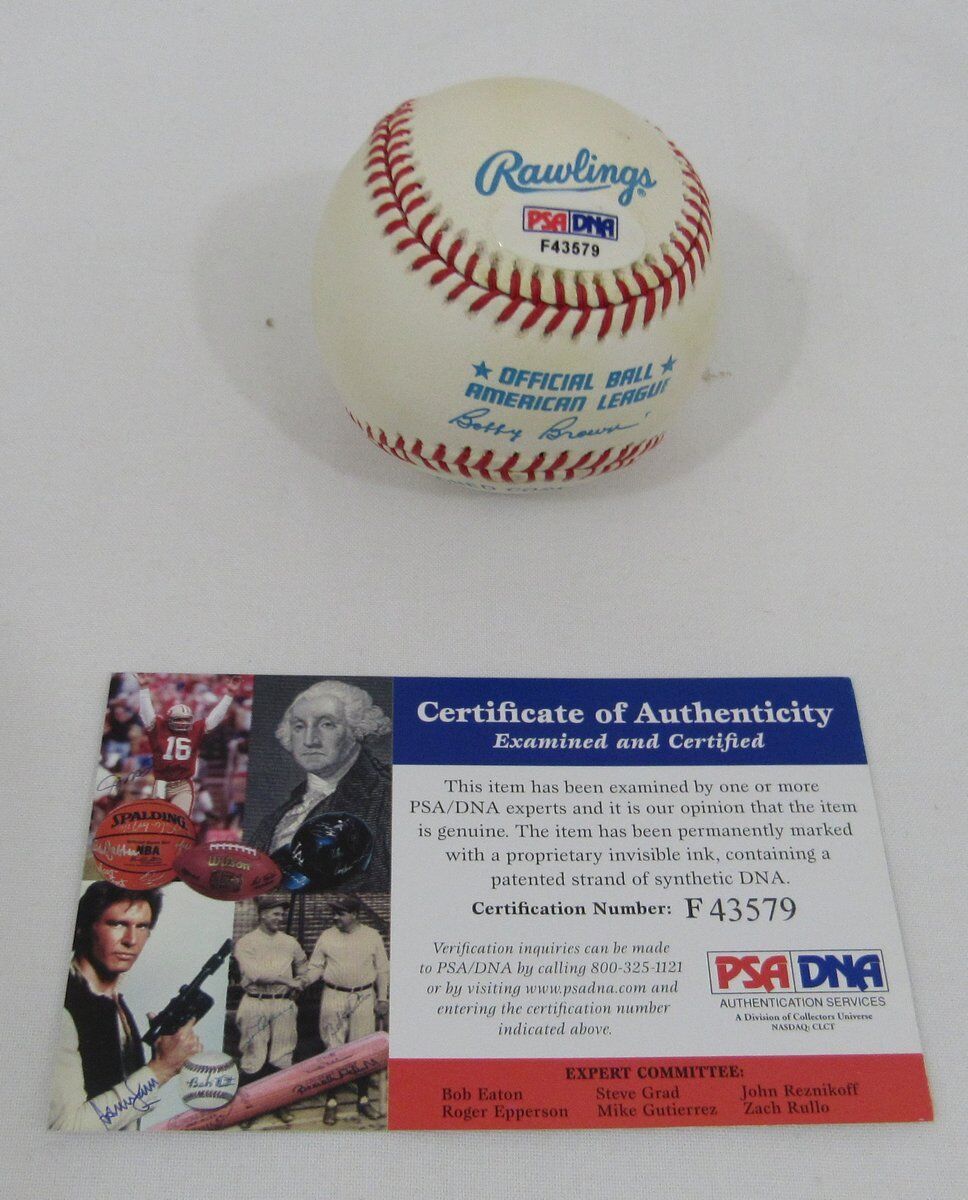 Rawlings®
PSA DNA
F43579
★ OFFICIAL BALL ★
AMERICAN LEAGUE
Bobby Brown
16
SPALDING
NBA
Wilson
Certificate of Authenticity
Examined and Certified
This item has been examined by one or more
PSA/DNA experts and it is our opinion that the item
is genuine. The item has been permanently marked
with a proprietary invisible ink, containing a
patented strand of synthetic DNA.
Certification Number: F 43579
Verification inquiries can be made
to PSA/DNA by calling 800-325-1121
or by visiting www.psadna.com and
entering the certification number
indicated above.
PSA DNA
AUTHENTICATION SERVICES
A Division of Collectors Universe
NASDAQ: CLCT
EXPERT COMMITTEE:
Bob Eaton Steve Grad John Reznikoff
Roger Epperson Mike Gutierrez Zach Rullo